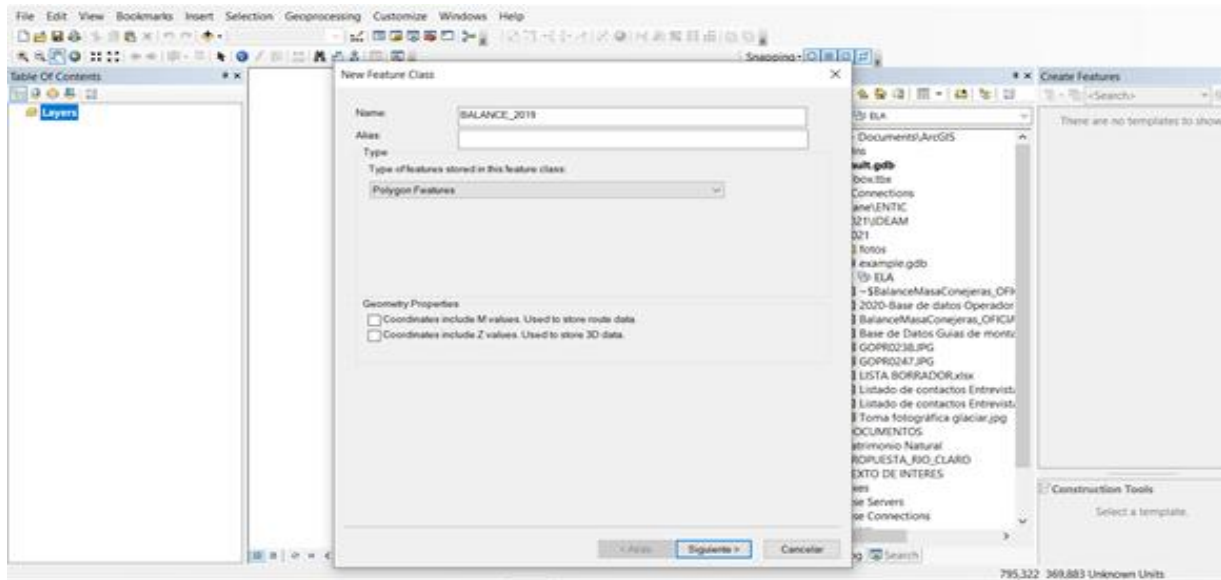 File Edit View Bookmarks Insert Selection Geoprocessing Customize Windows Help
Snapping
Table Of Contents
Layers
New Feature Class
Name:
BALANCE_2019
Alias:
Type
Type of features stored in this feature class:
Polygon Features
Geometry Properties
Coordinates include M values. Used to store route data.
Coordinates include Z values. Used to store 3D data.
Siguiente >
Cancelar
ELA
Documents\ArcGIS
ult.gdb
Connections
ane\ENTIC
021
fotos
example.gdb
ELA
~$BalanceMasaConejeras_OFI
2020-Base de datos Operador
BalanceMasaConejeras_OFICIA
Base de Datos Guias de monta
GOPR0238.JPG
GOPR0247.JPG
LISTA BORRADOR.xlsx
Listado de contactos Entrevist
Listado de contactos Entrevist
Toma fotográfica glaciar.jpg
OCUMENTOS
atrimonio Natural
ROPUESTA_RIO_CLARO
EXTO DE INTERES
se Servers
se Connections
Search
Create Features
<Search>
There are no templates to show
Construction Tools
Select a template.
795,322 369,883 Unknown Units